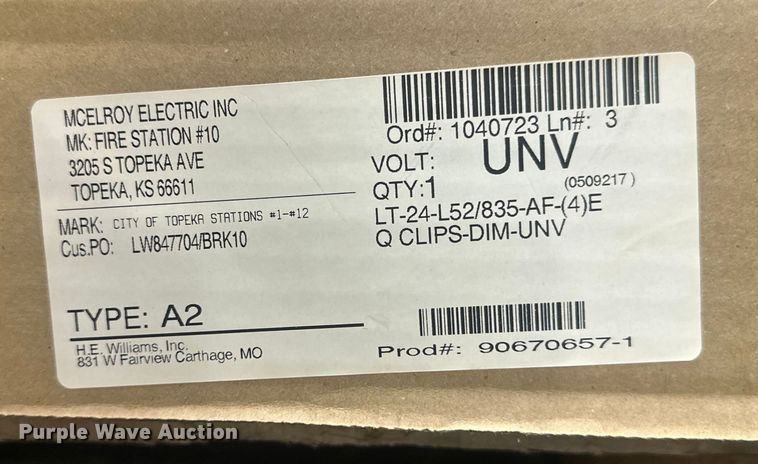 MCELROY ELECTRIC INC
MK: FIRE STATION #10
3205 S TOPEKA AVE
TOPEKA, KS 66611
MARK: CITY OF TOPEKA STATIONS #1-#12
Cus.PO: LW847704/BRK10
TYPE: A2
H.E. Williams, Inc.
831 W Fairview Carthage, MO
Ord#: 1040723 Ln#: 3
VOLT: UNV
QTY:1 (0509217 )
LT-24-L52/835-AF-(4)E
Q CLIPS-DIM-UNV
Prod#: 90670657-1
Purple Wave Auction